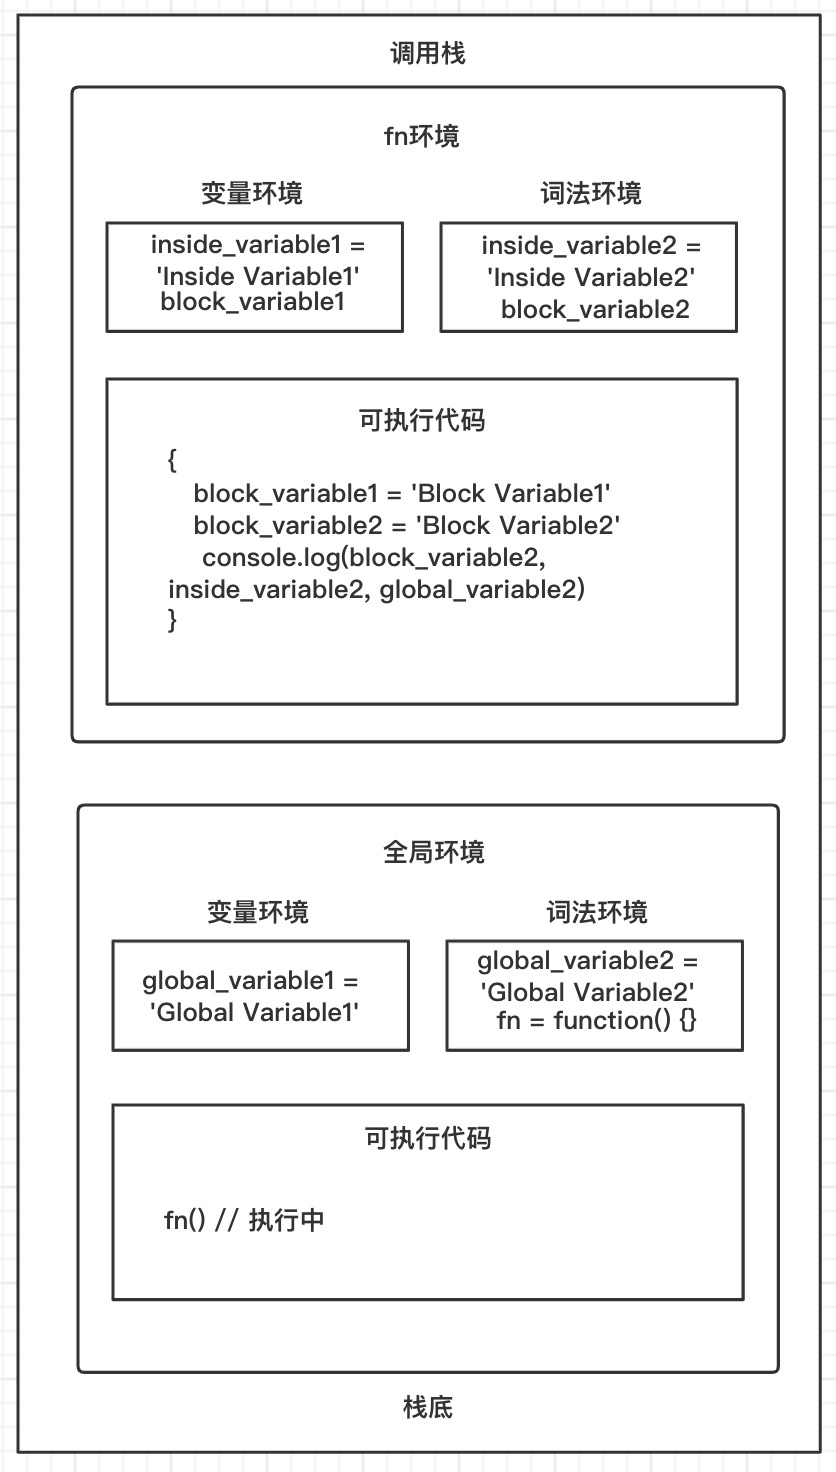 调用栈
fn环境
变量环境
词法环境
inside_variable1 =
'Inside Variable1'
block_variable1
inside_variable2 =
'Inside Variable2'
block_variable2
可执行代码
{
block_variable1 = 'Block Variable1'
block_variable2 = 'Block Variable2'
console.log(block_variable2,
inside_variable2, global_variable2)
}
全局环境
变量环境
词法环境
global_variable1 =
'Global Variable1'
global_variable2 =
'Global Variable2'
fn = function() {}
可执行代码
fn() // 执行中
栈底